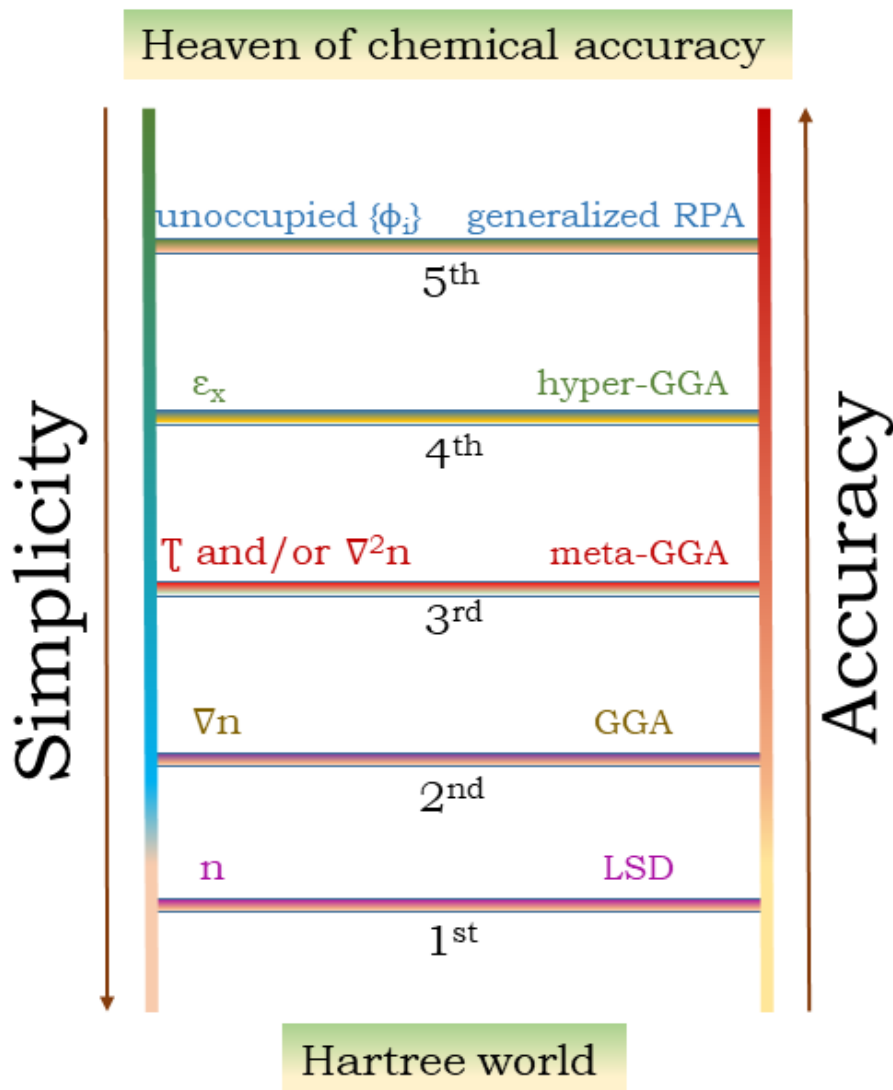 Heaven of chemical accuracy
unoccupied {ϕᵢ} generalized RPA
5ᵗʰ
εₓ hyper-GGA
4ᵗʰ
Ʈ and/or ∇²n meta-GGA
3ʳᵈ
∇n GGA
2ⁿᵈ
n LSD
1ˢᵗ
Simplicity
Accuracy
Hartree world